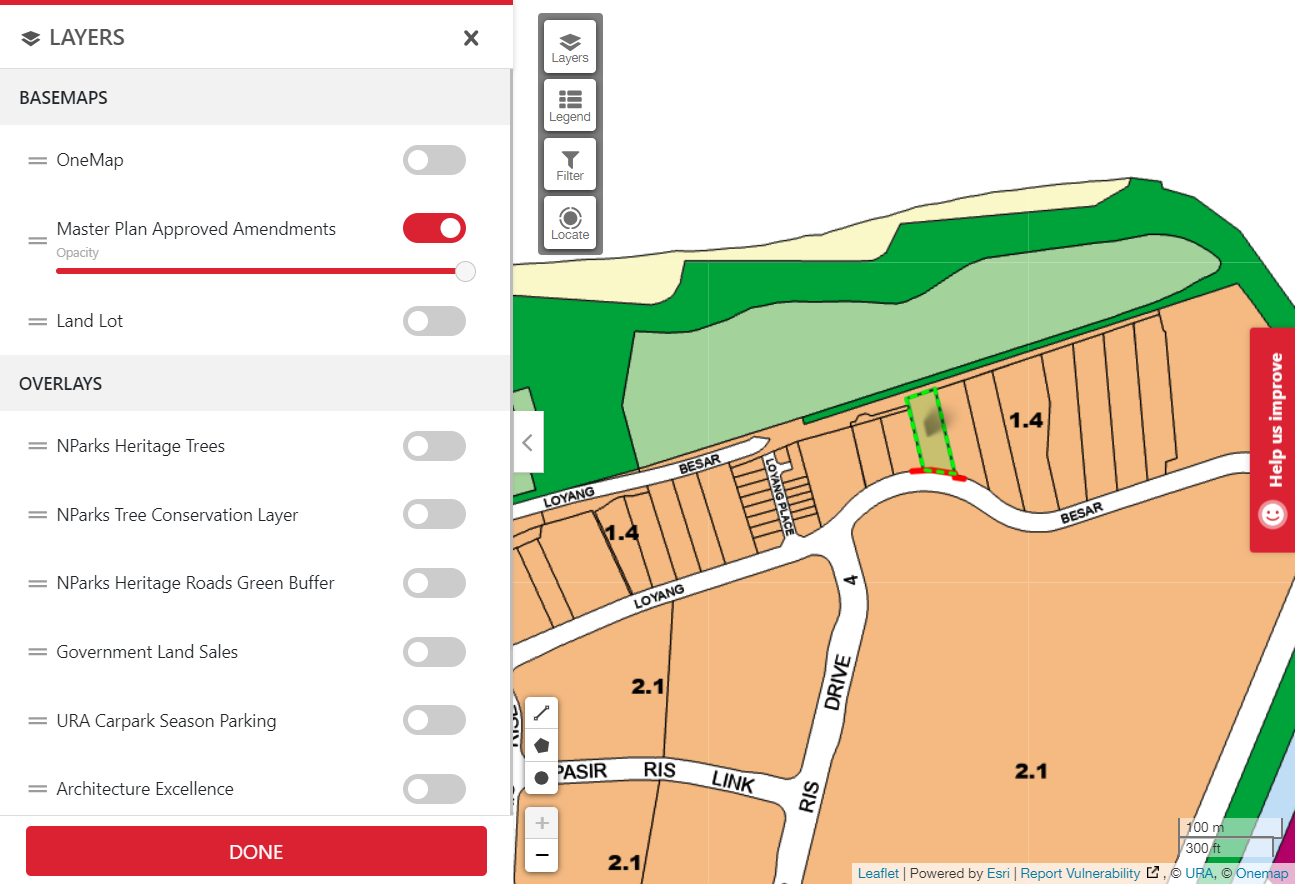 LAYERS
BASEMAPS
OneMap
Master Plan Approved Amendments
Opacity
Land Lot
OVERLAYS
NParks Heritage Trees
NParks Tree Conservation Layer
NParks Heritage Roads Green Buffer
Government Land Sales
URA Carpark Season Parking
Architecture Excellence
DONE
Layers
Legend
Filter
Locate
Help us improve
1.4
LOYANG BESAR
LOYANG PLACE
1.4
LOYANG BESAR
2.1
DRIVE 4
PASIR RIS LINK
RIS
2.1
2.1
100 m
300 ft
Leaflet | Powered by Esri | Report Vulnerability , © URA, © Onemap